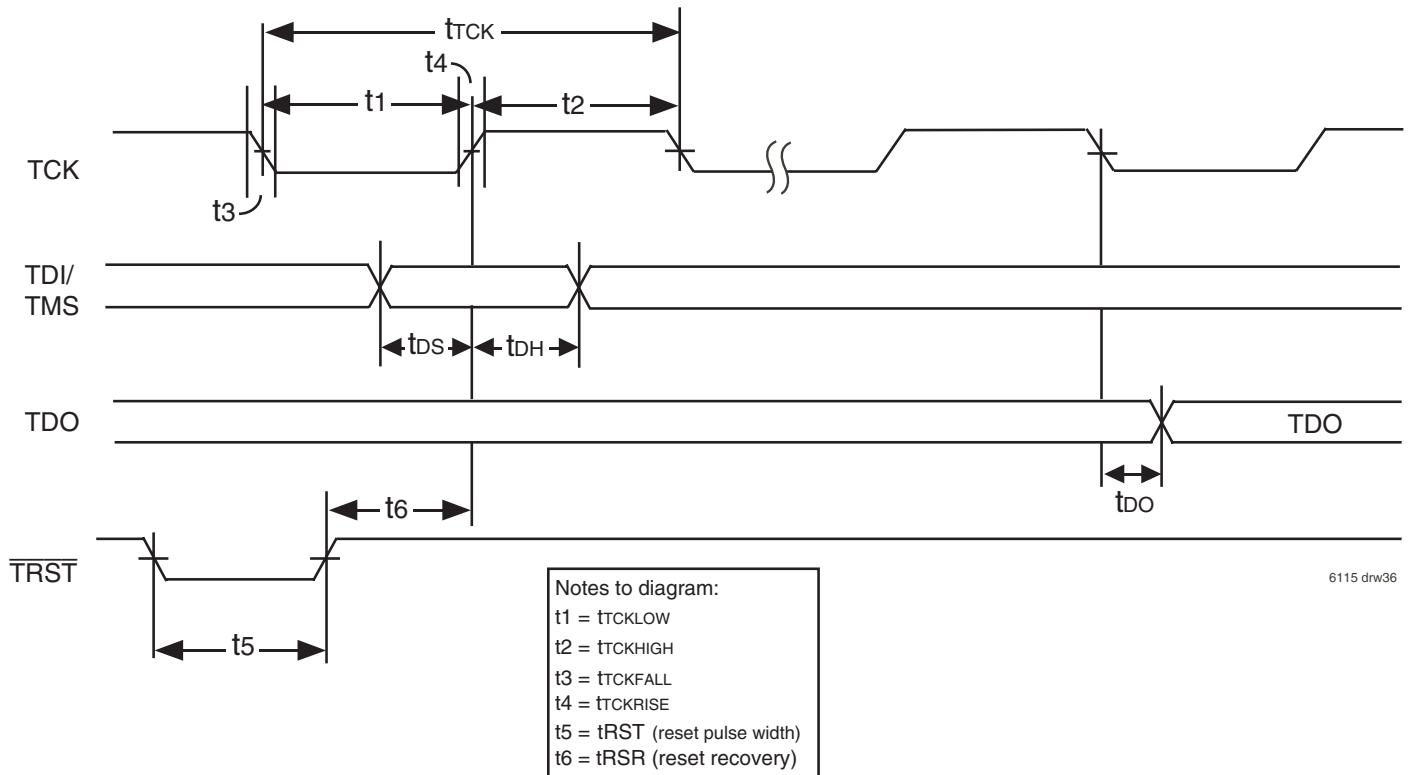 tTCK
t4
t1
t2
TCK
t3
TDI/
TMS
tDS
tDH
TDO
TDO
tDO
t6
TRST
6115 drw36
t5
Notes to diagram:
t1 = tTCKLOW
t2 = tTCKHIGH
t3 = tTCKFALL
t4 = tTCKRISE
t5 = tRST (reset pulse width)
t6 = tRSR (reset recovery)